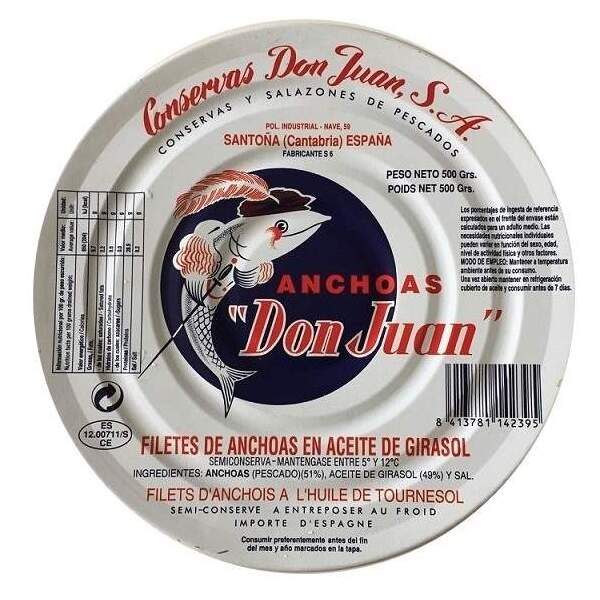 Conservas Don Juan, S.A.
CONSERVAS Y SALAZONES DE PESCADOS
POL. INDUSTRIAL - NAVE, 59
SANTOÑA (Cantabria) ESPAÑA
FABRICANTE S 6
PESO NETO 500 Grs.
POIDS NET 500 Grs.
Los porcentajes de ingesta de referencia
expresados en el frente del envase están
calculados para un adulto medio. Las
necesidades nutricionales individuales
pueden variar en función del sexo, edad,
nivel de actividad física y otros factores.
MODO DE EMPLEO: Mantener a temperatura
ambiente antes de su consumo.
Una vez abierto mantener en refrigeración
cubierto de aceite y consumir antes de 7 días.
ANCHOAS
"Don Juan"
8 413781 142395
ES
12.00711/S
CE
FILETES DE ANCHOAS EN ACEITE DE GIRASOL
SEMICONSERVA - MANTENGASE ENTRE 5° Y 12°C
INGREDIENTES: ANCHOAS (PESCADO)(51%), ACEITE DE GIRASOL (49%) Y SAL.
FILETS D'ANCHOIS A L'HUILE DE TOURNESOL
SEMI-CONSERVE A ENTREPOSER AU FROID
IMPORTE D'ESPAGNE
Consumir preferentemente antes del fin
del mes y año marcados en la tapa.